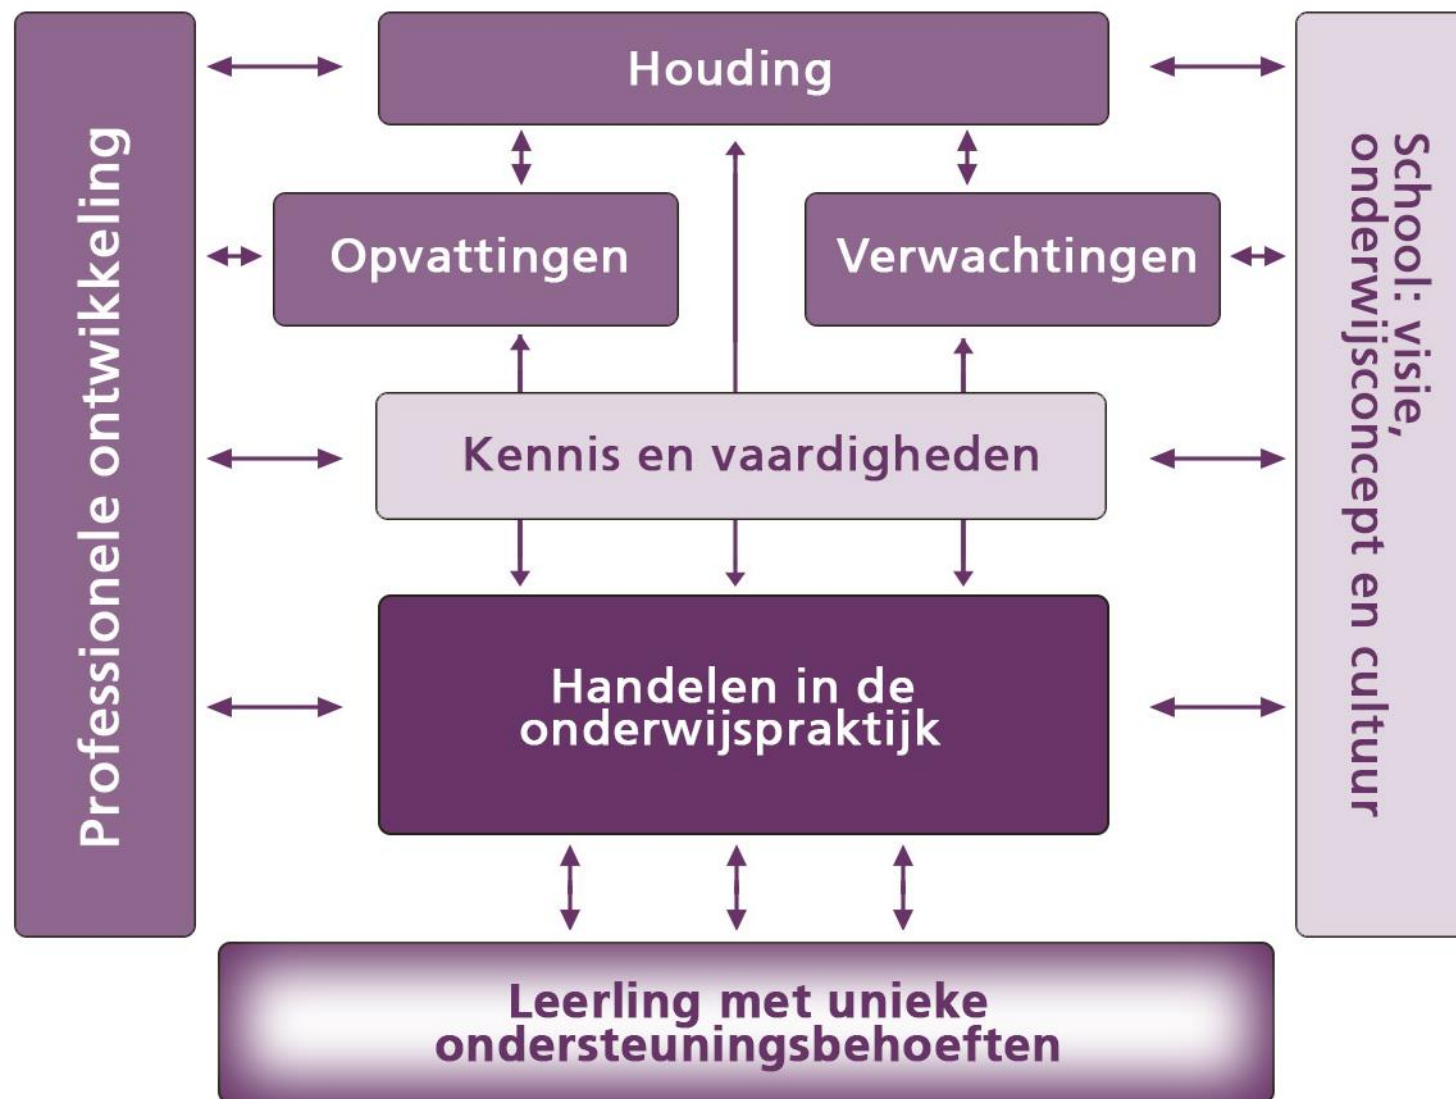 Professionele ontwikkeling
Houding
Opvattingen
Verwachtingen
Kennis en vaardigheden
Handelen in de
onderwijspraktijk
Leerling met unieke
ondersteuningsbehoeften
School: visie,
onderwijsconcept en cultuur